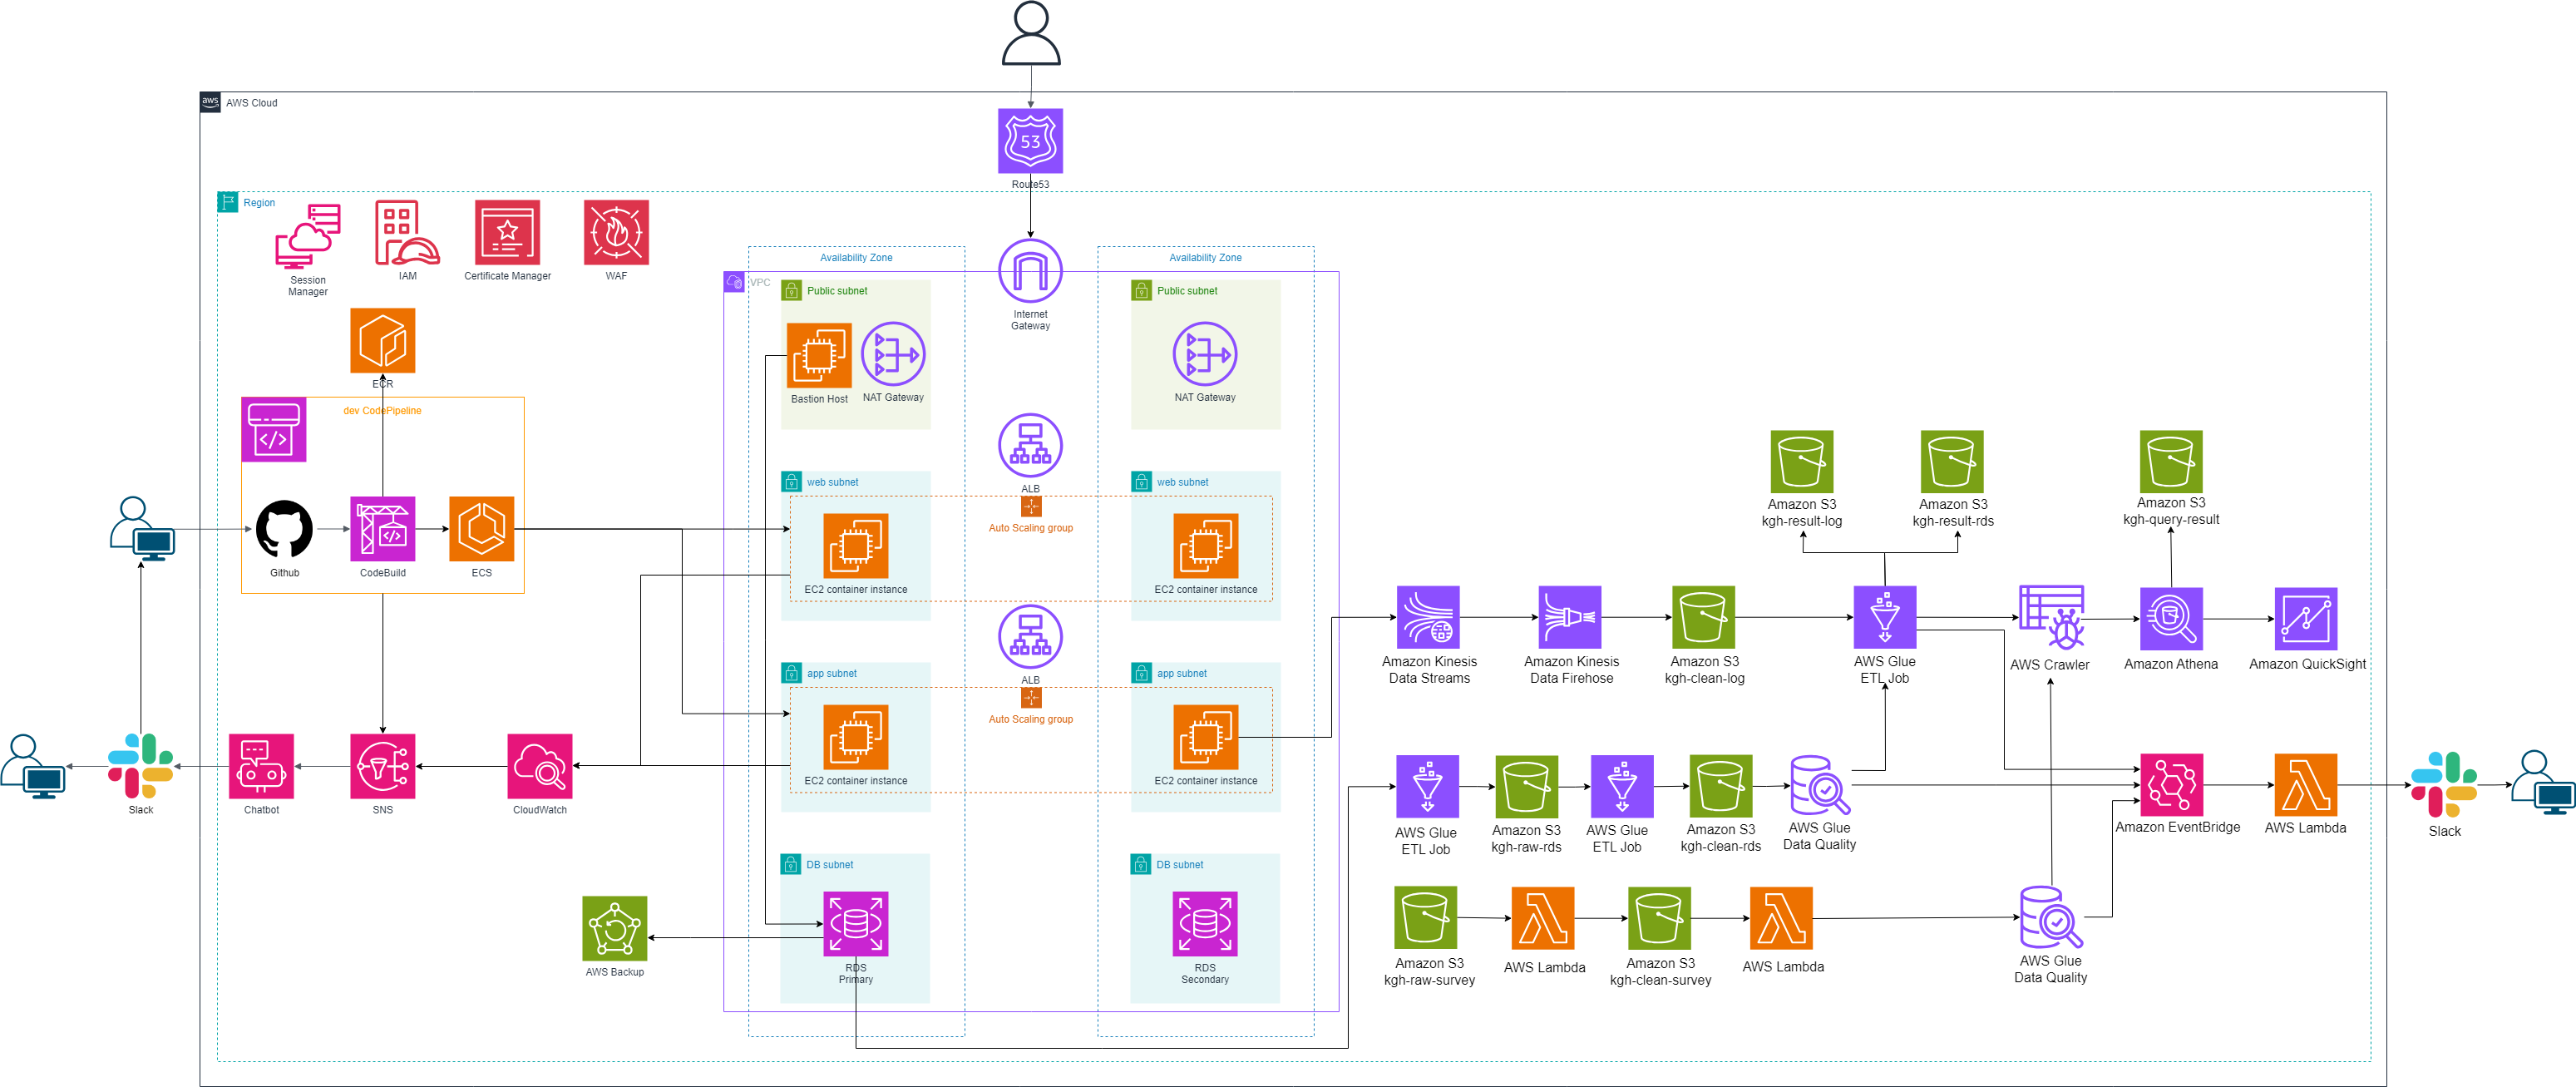 aws
AWS Cloud
53
Route53
Region
Session
Manager
IAM
Certificate Manager
WAF
Availability Zone
Availability Zone
VPC
Internet
Gateway
Public subnet
Public subnet
Bastion Host
NAT Gateway
NAT Gateway
ECR
dev CodePipeline
ALB
web subnet
web subnet
Auto Scaling group
EC2 container instance
EC2 container instance
Github
CodeBuild
ECS
ALB
app subnet
app subnet
Auto Scaling group
EC2 container instance
EC2 container instance
Slack
Chatbot
SNS
CloudWatch
DB subnet
DB subnet
AWS Backup
RDS
Primary
RDS
Secondary
Amazon S3
kgh-result-log
Amazon S3
kgh-result-rds
Amazon S3
kgh-query-result
Amazon Kinesis
Data Streams
Amazon Kinesis
Data Firehose
Amazon S3
kgh-clean-log
AWS Glue
ETL Job
AWS Crawler
Amazon Athena
Amazon QuickSight
AWS Glue
ETL Job
Amazon S3
kgh-raw-rds
AWS Glue
ETL Job
Amazon S3
kgh-clean-rds
AWS Glue
Data Quality
Amazon EventBridge
AWS Lambda
Slack
Amazon S3
kgh-raw-survey
AWS Lambda
Amazon S3
kgh-clean-survey
AWS Lambda
AWS Glue
Data Quality